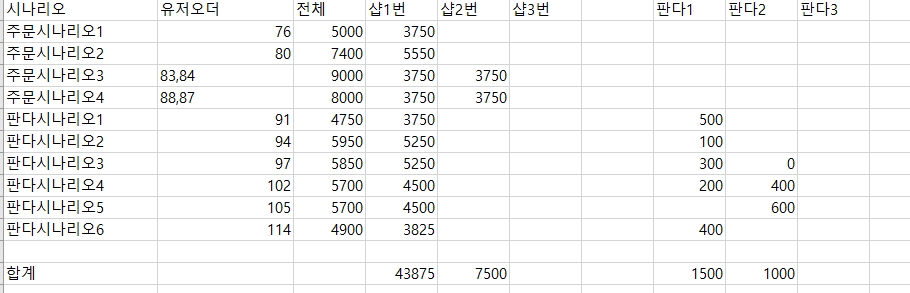 시나리오 유저오더 전체 샵1번 샵2번 샵3번 판다1 판다2 판다3
주문시나리오1 76 5000 3750
주문시나리오2 80 7400 5550
주문시나리오3 83,84 9000 3750 3750
주문시나리오4 88,87 8000 3750 3750
판다시나리오1 91 4750 3750 500
판다시나리오2 94 5950 5250 100
판다시나리오3 97 5850 5250 300 0
판다시나리오4 102 5700 4500 200 400
판다시나리오5 105 5700 4500 600
판다시나리오6 114 4900 3825 400
합계 43875 7500 1500 1000